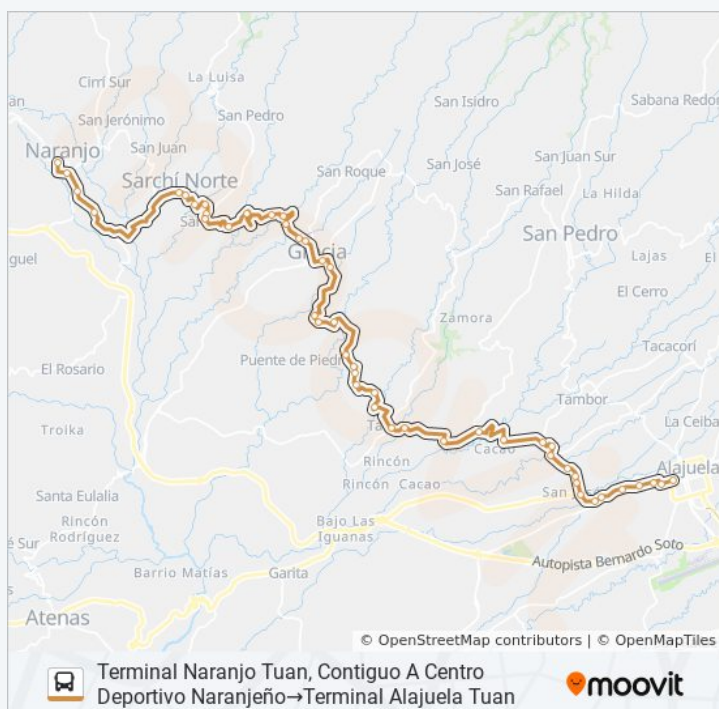 Cirrí Sur
La Luisa
San Isidro
Sabana Redon
San Jerónimo
San Pedro
Naranjo
San Juan
San Juan Sur
San Roque
San José
Sarchí Norte
San Rafael
La Hilda
San Pedro
Lajas
guel
El
El Cerro
Zamora
Tacacorí
Puente de Piedra
El Rosario
Tambor
La Ceiba
Troika
Cacao
Alajuela
Rincón
Rincón Cacao
San
Santa Eulalia
Rincón
Rodríguez
Bajo Las
Iguanas
Sur
Autopista Bernardo Soto
Barrio Matías
Garita
Atenas
© OpenStreetMap contributors | © OpenMapTiles
Terminal Naranjo Tuan, Contiguo A Centro
Deportivo Naranjeño→Terminal Alajuela Tuan
moovit